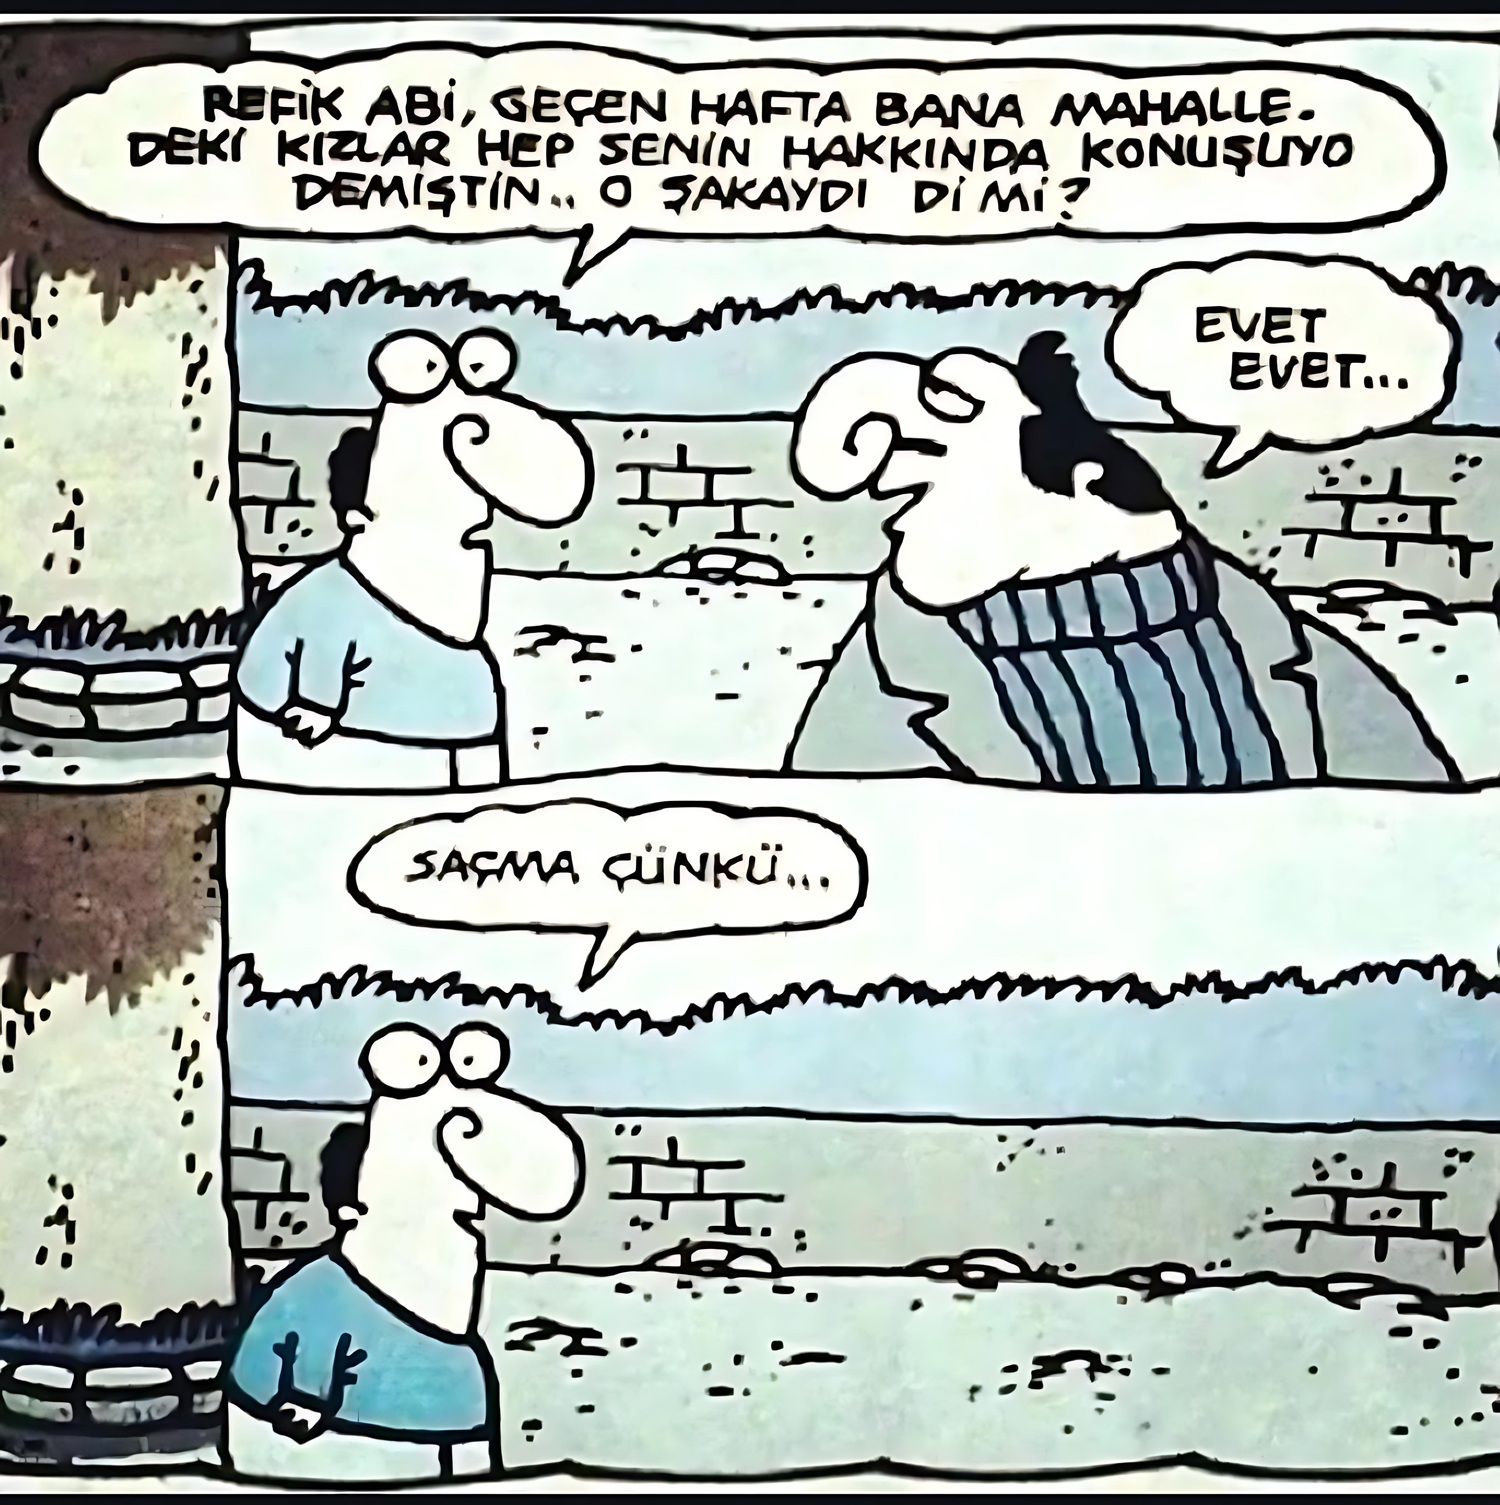 REFİK ABİ, GEÇEN HAFTA BANA MAHALLE.
DEKİ KIZLAR HEP SENİN HAKKINDA KONUŞUYO
DEMİŞTİN.. O ŞAKAYDI Dİ Mİ?
EVET
EVET...
SAÇMA ÇÜNKÜ...